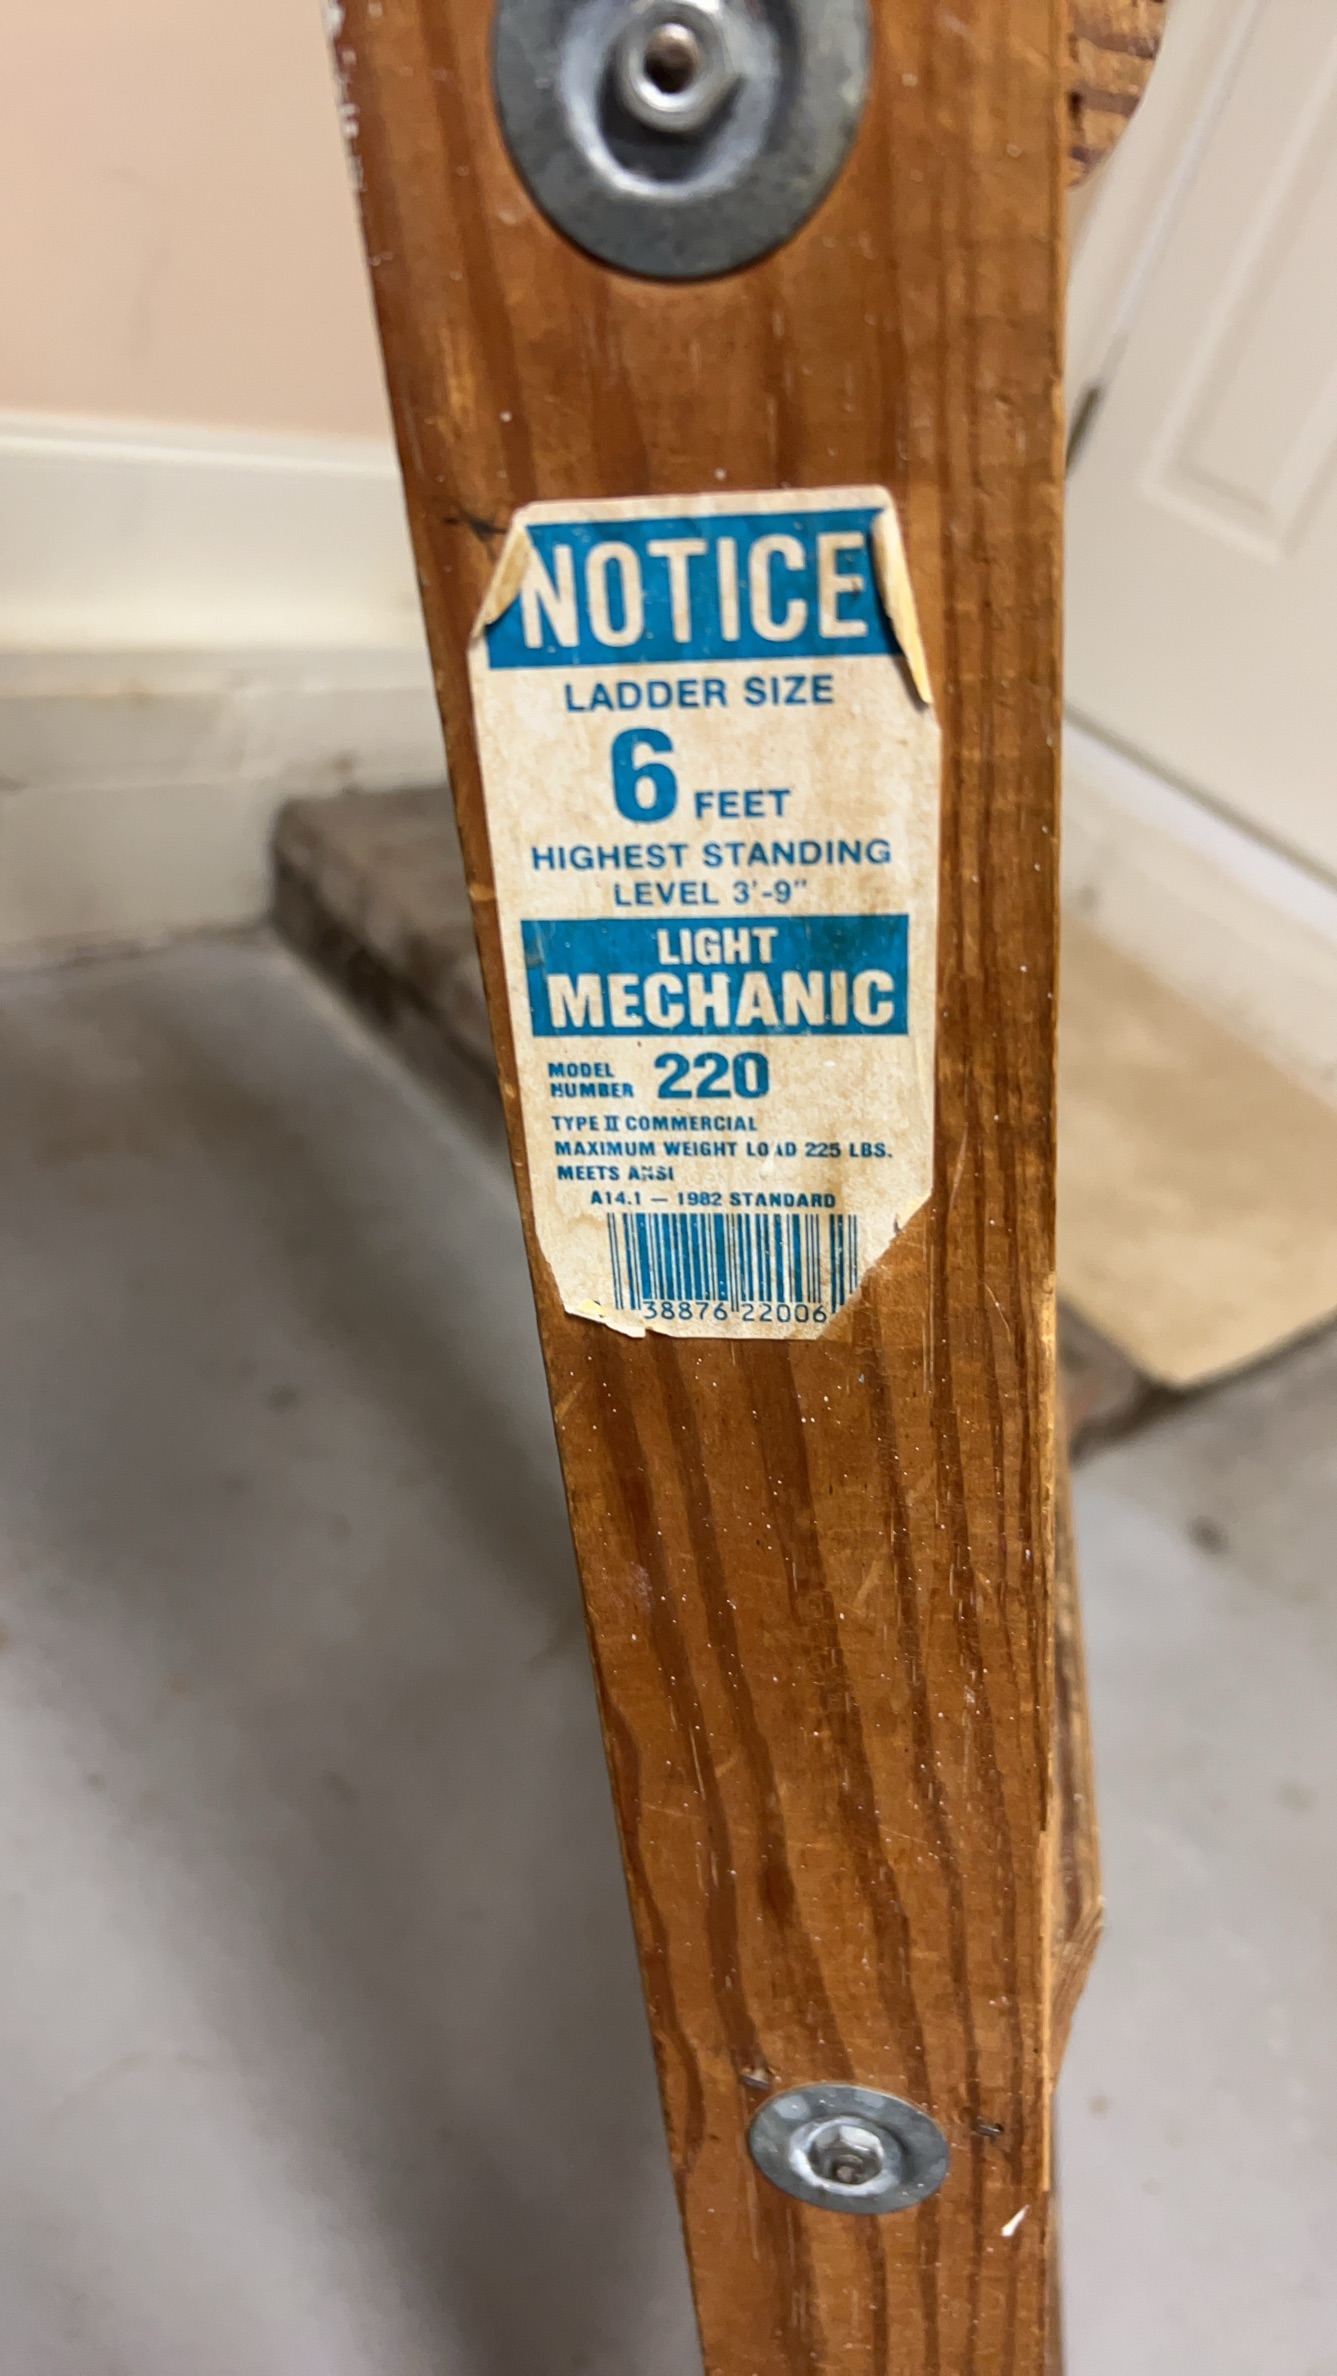 NOTICE
LADDER SIZE
6 FEET
HIGHEST STANDING
LEVEL 3'-9"
LIGHT
MECHANIC
MODEL
NUMBER 220
TYPE II COMMERCIAL
MAXIMUM WEIGHT LOAD 225 LBS.
MEETS ANSI
A14.1 — 1982 STANDARD
38876 22006